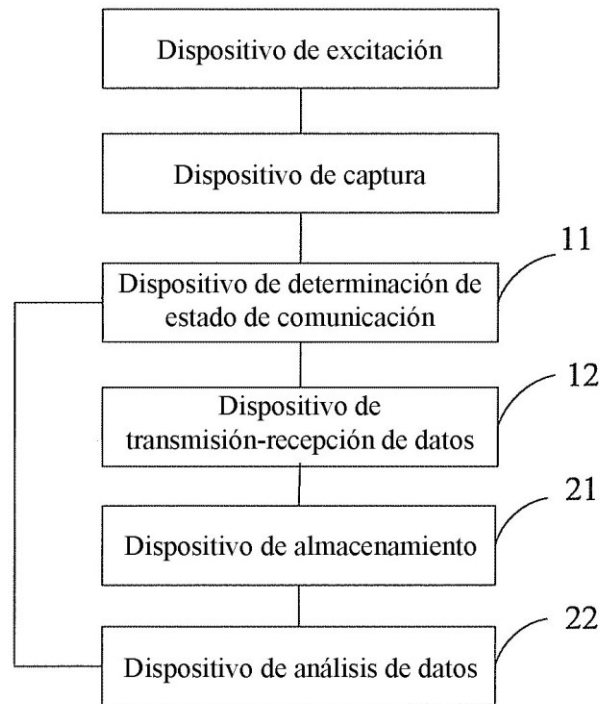 Dispositivo de excitación
Dispositivo de captura
11
Dispositivo de determinación de
estado de comunicación
12
Dispositivo de
transmisión-recepción de datos
21
Dispositivo de almacenamiento
22
Dispositivo de análisis de datos